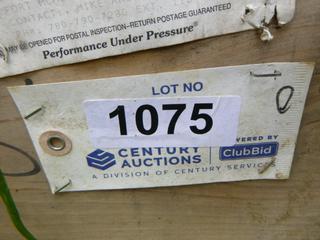 MAY BE OPENED FOR POSTAL INSPECTION–RETURN POSTAGE GUARANTEED
Performance Under Pressure®
LOT NO
1075
10
CENTURY
AUCTIONS
POWERED BY
ClubBid
A DIVISION OF CENTURY SERVICES